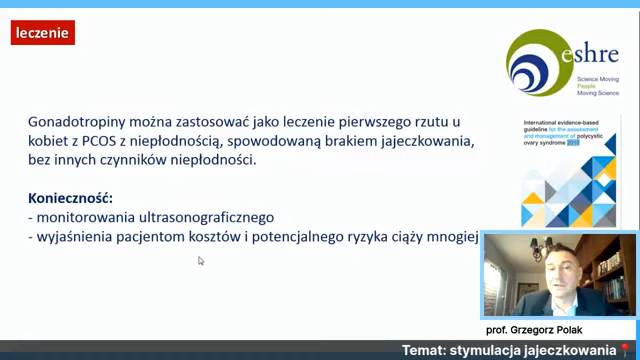 leczenie
eshre
Science Moving
People
Moving Science
Gonadotropiny można zastosować jako leczenie pierwszego rzutu u
kobiet z PCOS z niepłodnością, spowodowaną brakiem jajeczkowania,
bez innych czynników niepłodności.
Konieczność:
- monitorowania ultrasonograficznego
- wyjaśnienia pacjentom kosztów i potencjalnego ryzyka ciąży mnogiej
International evidence-based
guideline for the assessment
and management of polycystic
ovary syndrome 2018
prof. Grzegorz Polak
Temat: stymulacja jajeczkowania